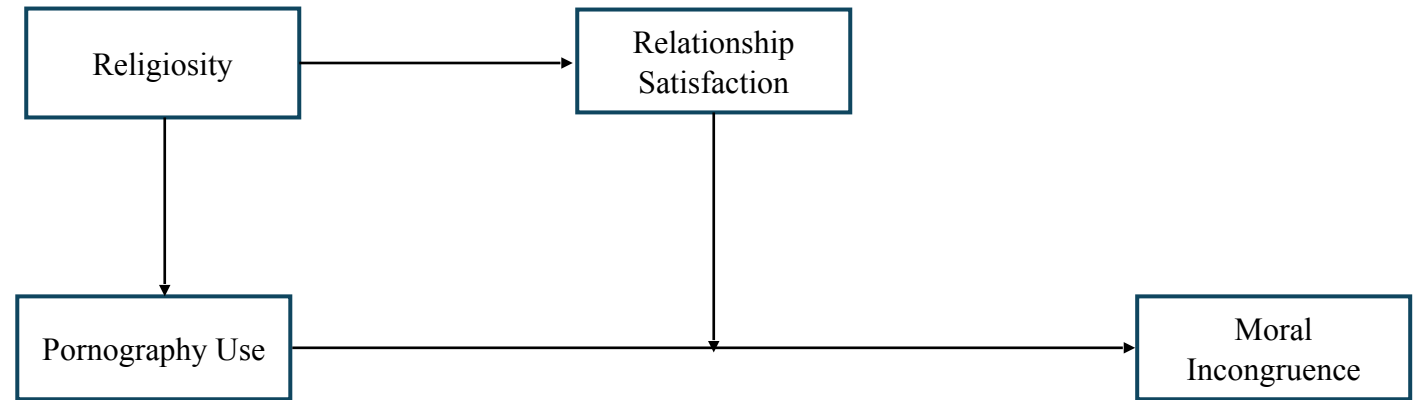 Religiosity
Relationship
Satisfaction
Pornography Use
Moral
Incongruence